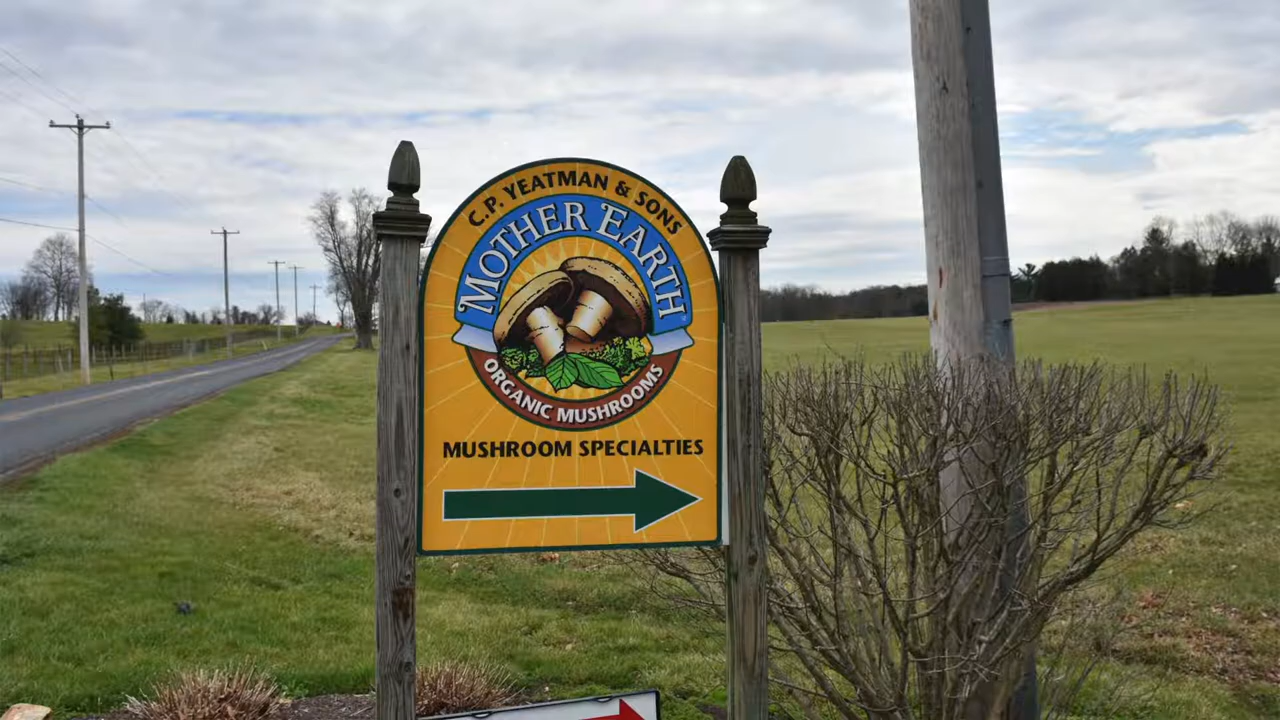 C.P. YEATMAN & SONS
MOTHER EARTH
ORGANIC MUSHROOMS
MUSHROOM SPECIALTIES